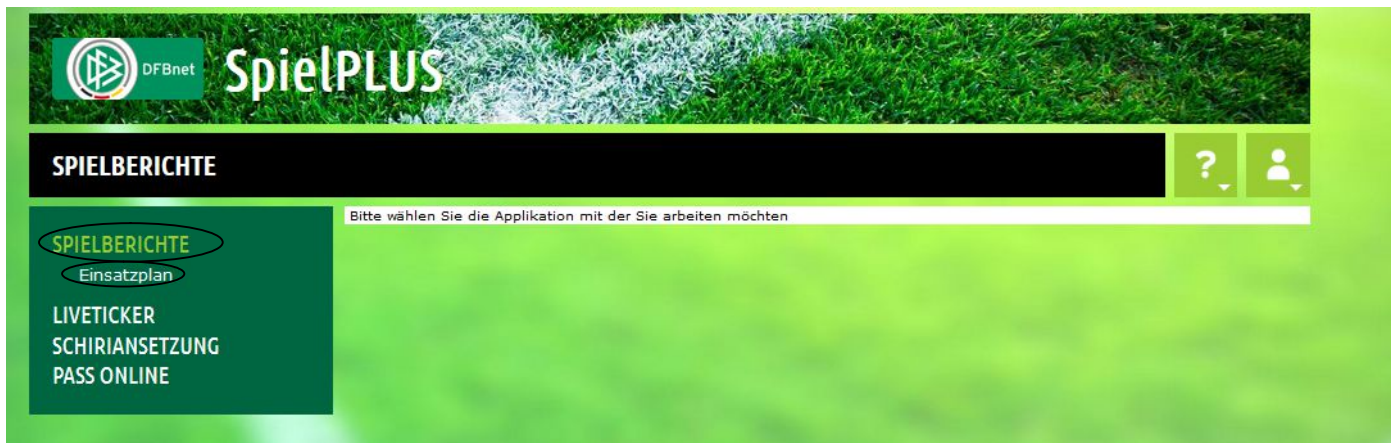 DFBnet
SpielPLUS
SPIELBERICHTE
?
Bitte wählen Sie die Applikation mit der Sie arbeiten möchten
SPIELBERICHTE
Einsatzplan
LIVETICKER
SCHIRIANSETZUNG
PASS ONLINE